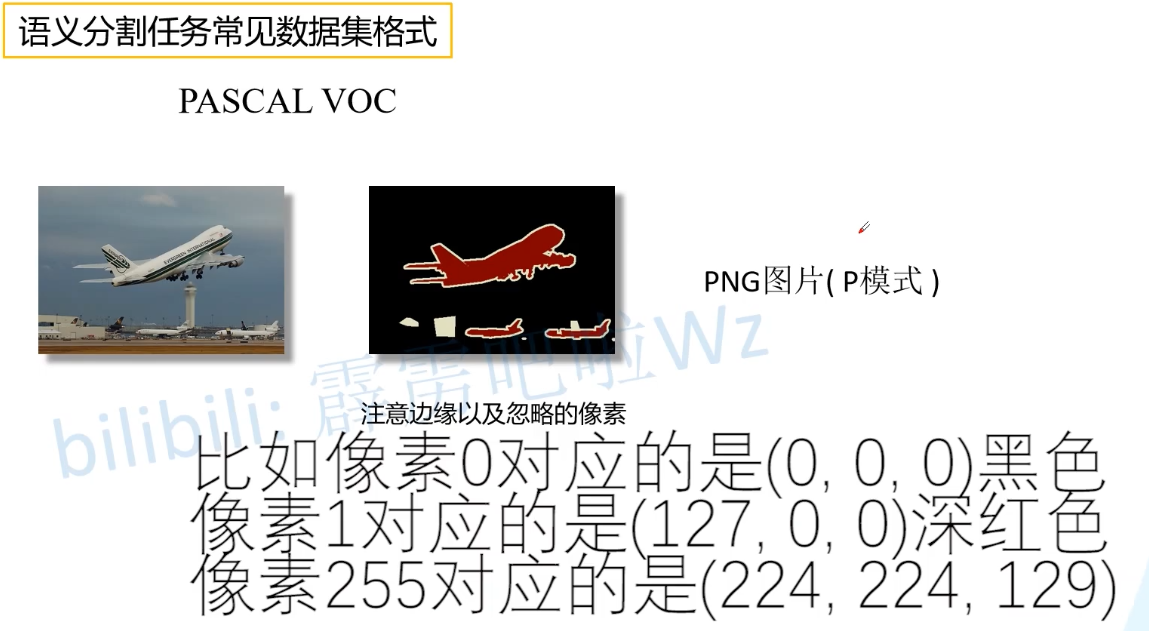 语义分割任务常见数据集格式
PASCAL VOC
EVERGREEN INTERNATIONAL
PNG图片( P模式 )
bilibili: 霹雳吧啦Wz
注意边缘以及忽略的像素
比如像素0对应的是(0, 0, 0)黑色
像素1对应的是(127, 0, 0)深红色
像素255对应的是(224, 224, 129)